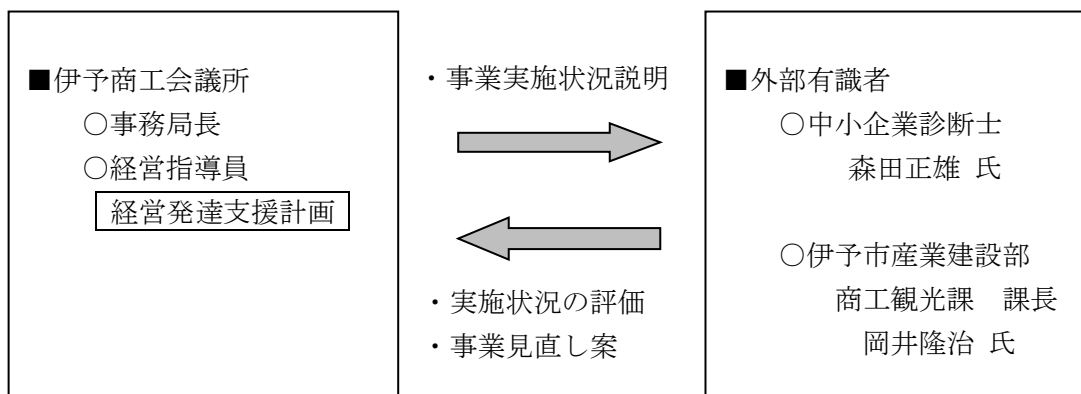 ■伊予商工会議所
○事務局長
○経営指導員
経営発達支援計画
・事業実施状況説明
・実施状況の評価
・事業見直し案
■外部有識者
○中小企業診断士
森田正雄 氏
○伊予市産業建設部
商工観光課 課長
岡井隆治 氏